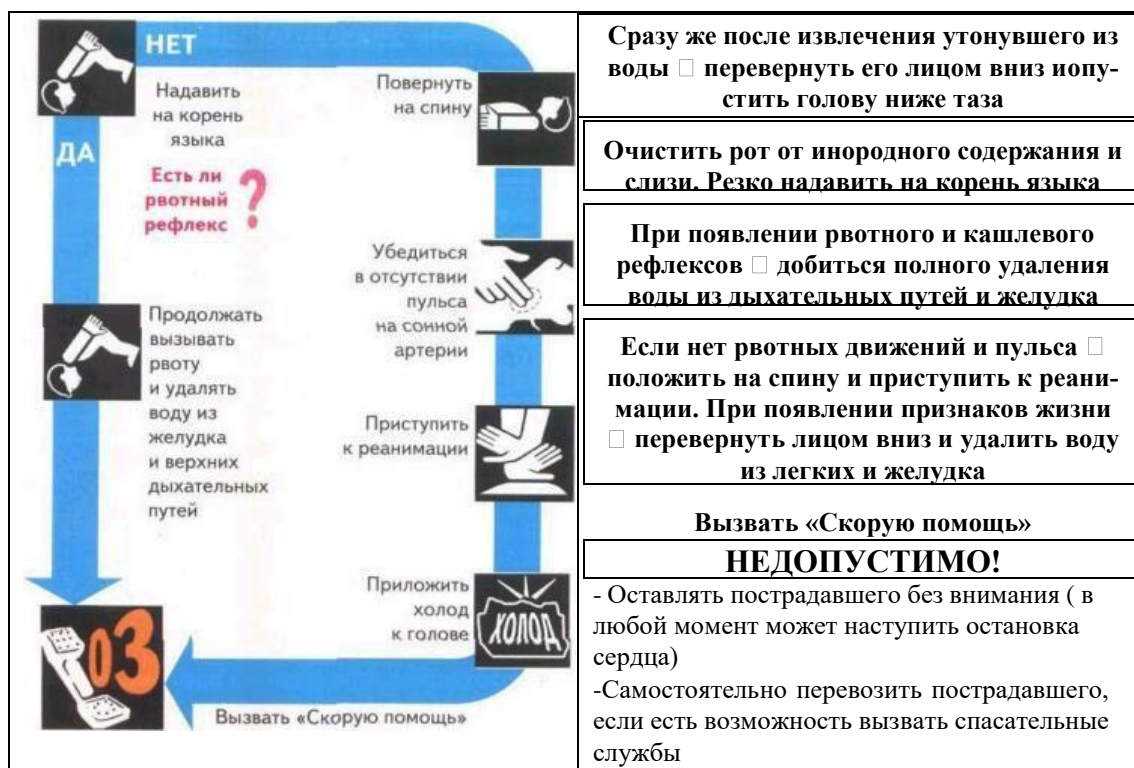 НЕТ
Надавить
на корень
языка
ДА
Есть ли
рвотный
рефлекс
?
Продолжать
вызывать
рвоту
и удалять
воду из
желудка
и верхних
дыхательных
путей
Повернуть
на спину
Убедиться
в отсутствии
пульса
на сонной
артерии
Приступить
к реанимации
Приложить
холод
к голове
ХОЛОД
03
Вызвать «Скорую помощь»
Сразу же после извлечения утонувшего из
воды □ перевернуть его лицом вниз иопу-
стить голову ниже таза
Очистить рот от инородного содержания и
слизи. Резко надавить на корень языка
При появлении рвотного и кашлевого
рефлексов □ добиться полного удаления
воды из дыхательных путей и желудка
Если нет рвотных движений и пульса □
положить на спину и приступить к реани-
мации. При появлении признаков жизни
□ перевернуть лицом вниз и удалить воду
из легких и желудка
Вызвать «Скорую помощь»
НЕДОПУСТИМО!
- Оставлять пострадавшего без внимания ( в
любой момент может наступить остановка
сердца)
-Самостоятельно перевозить пострадавшего,
если есть возможность вызвать спасательные
службы